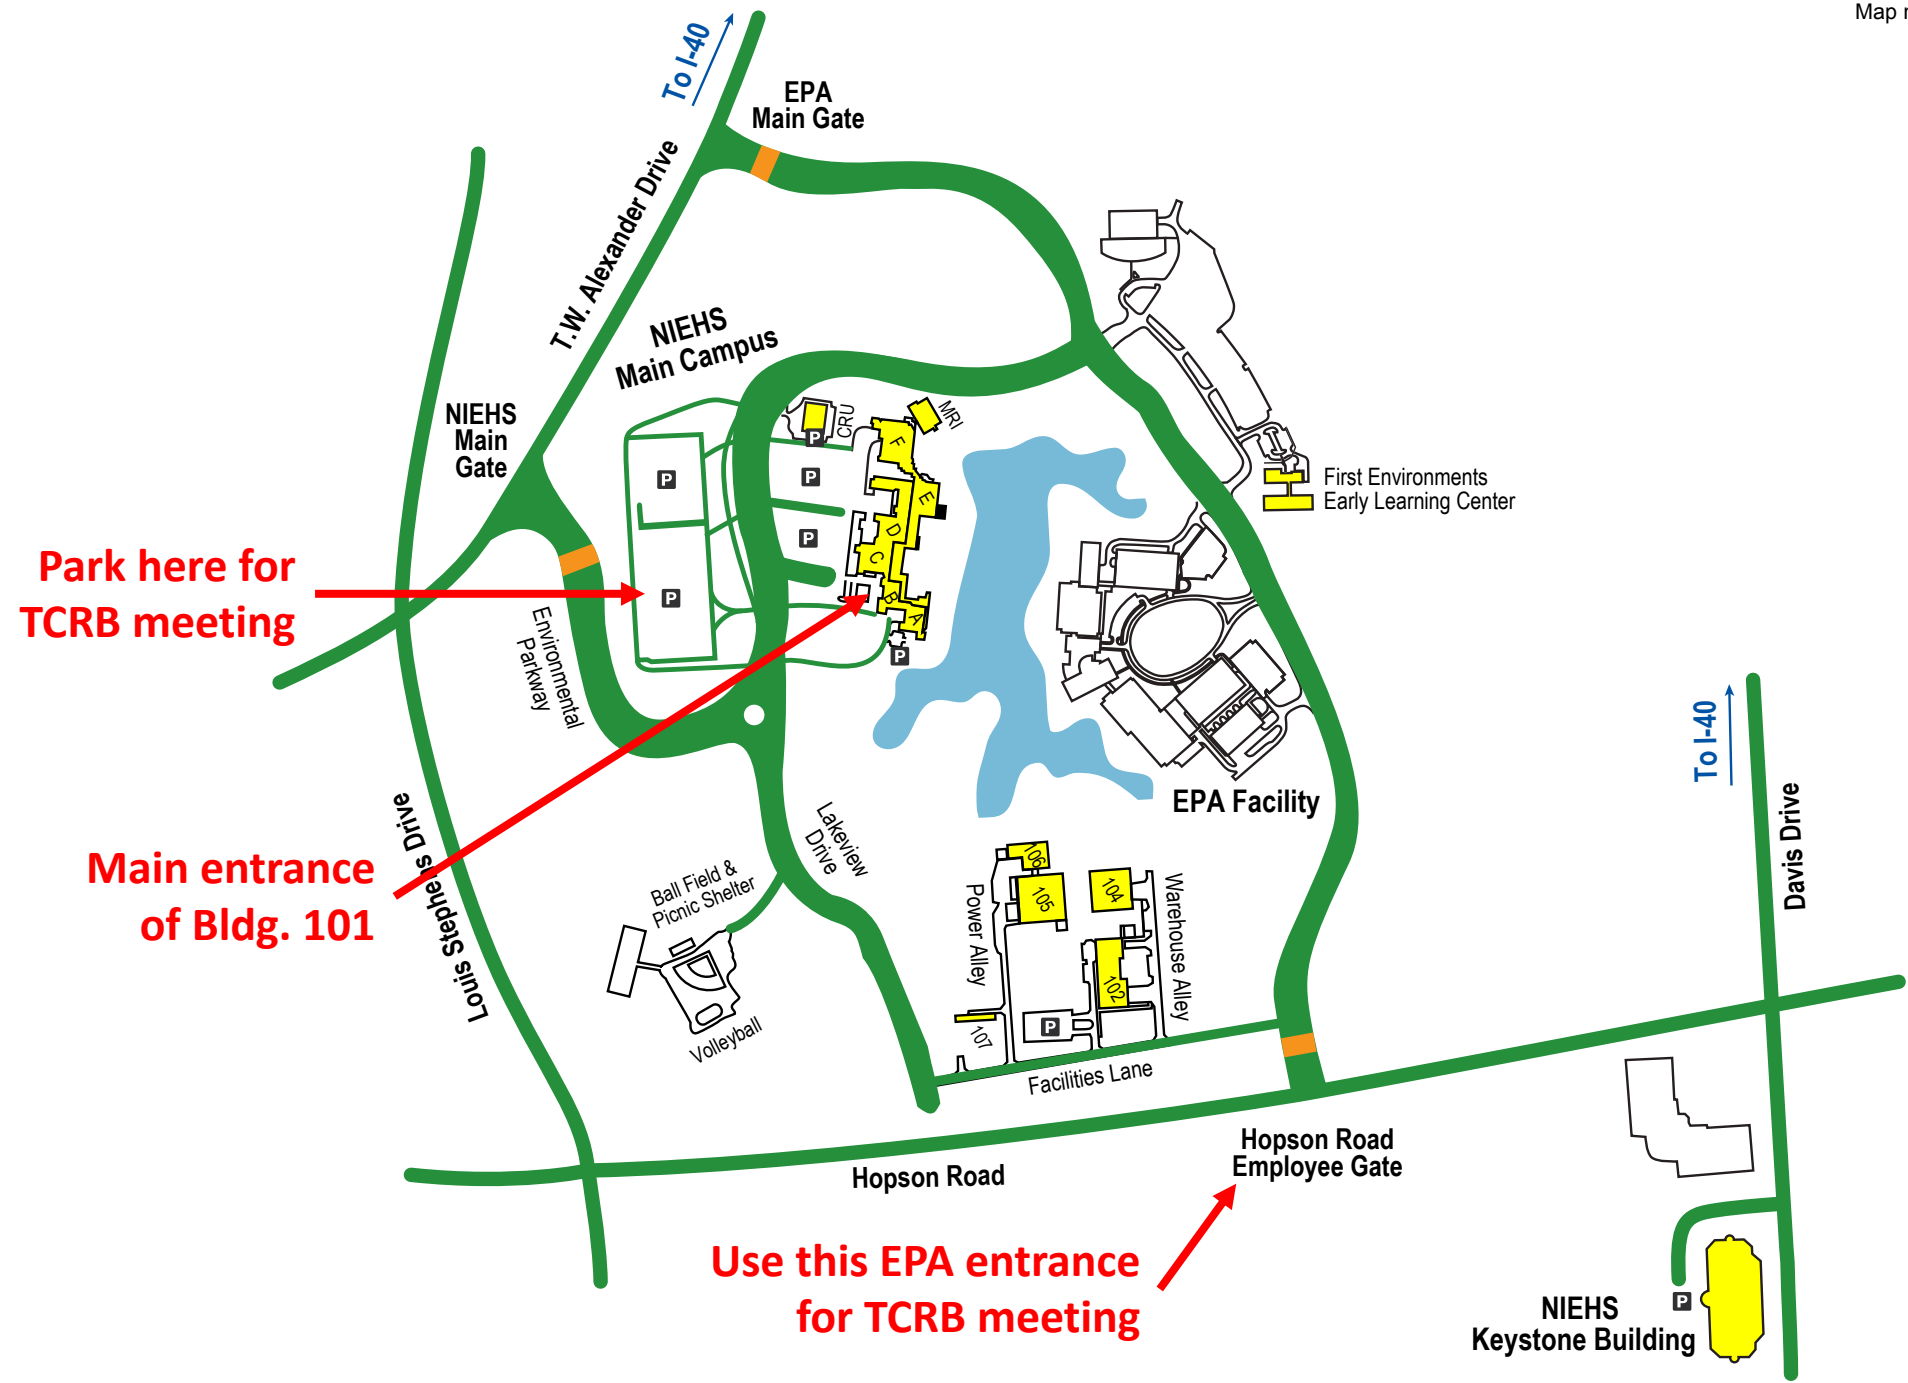 Map r
To I-40
EPA
Main Gate
T.W. Alexander Drive
NIEHS
Main Campus
NIEHS
Main
Gate
CRU
MRI
P
F
P
P
E
First Environments
Early Learning Center
D
P
C
Park here for
TCRB meeting
P
B
A
P
Environmental
Parkway
To I-40
EPA Facility
Davis Drive
Louis Stephens Drive
Lakeview
Drive
Main entrance
of Bldg. 101
Ball Field &
Picnic Shelter
106
105
104
Power Alley
Warehouse Alley
102
107
P
Volleyball
Facilities Lane
Hopson Road
Employee Gate
Hopson Road
Use this EPA entrance
for TCRB meeting
P
NIEHS
Keystone Building